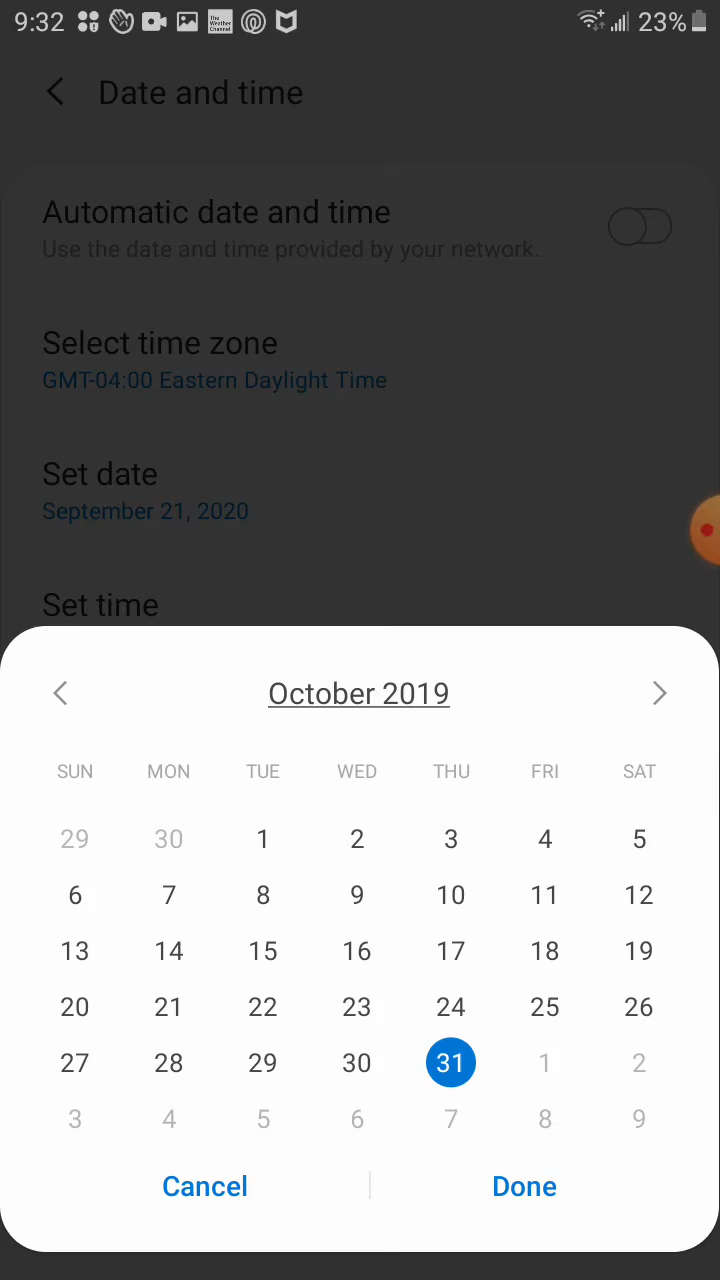 9:32 The Weather Channel 23%
Date and time
Automatic date and time
Use the date and time provided by your network.
Select time zone
GMT-04:00 Eastern Daylight Time
Set date
September 21, 2020
Set time
October 2019
SUN MON TUE WED THU FRI SAT
29 30 1 2 3 4 5
6 7 8 9 10 11 12
13 14 15 16 17 18 19
20 21 22 23 24 25 26
27 28 29 30 31 1 2
3 4 5 6 7 8 9
Cancel Done